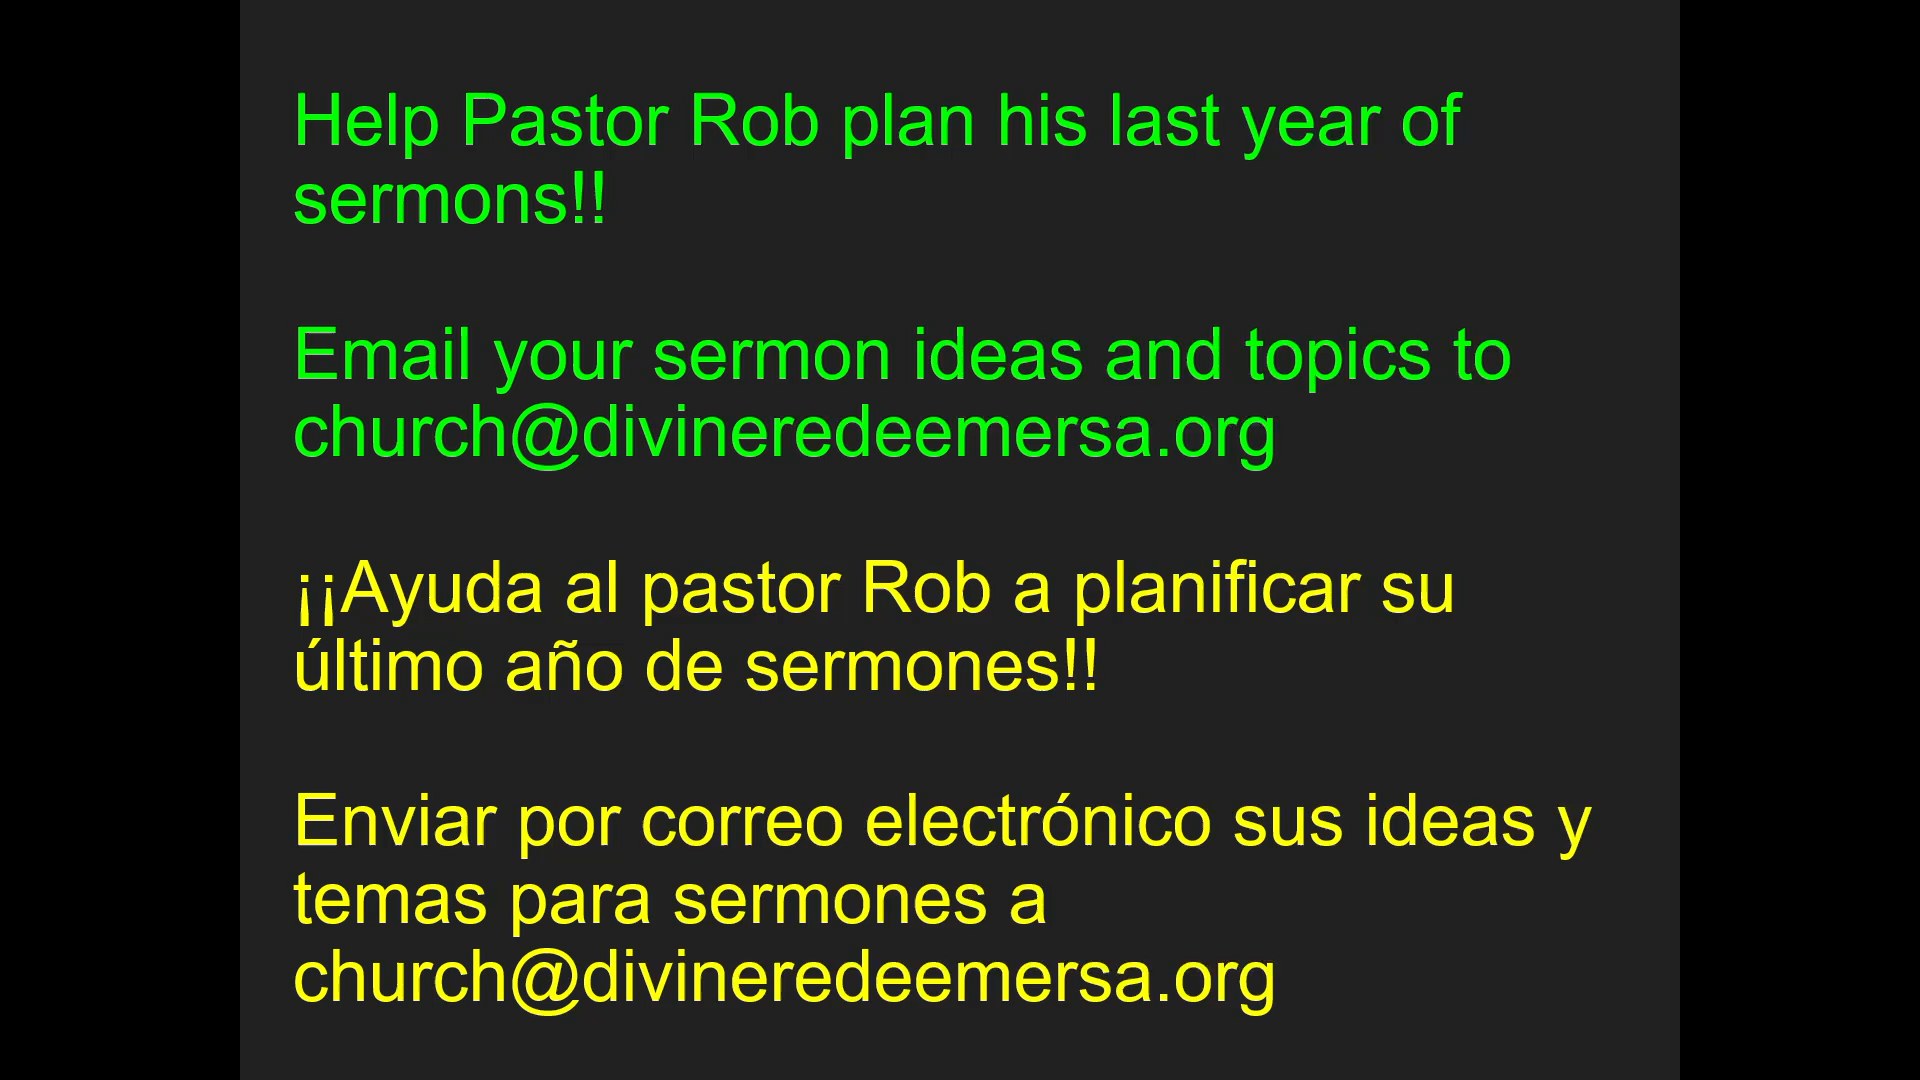 Help Pastor Rob plan his last year of
sermons!!
Email your sermon ideas and topics to
church@divineredeemersa.org
¡¡Ayuda al pastor Rob a planificar su
último año de sermones!!
Enviar por correo electrónico sus ideas y
temas para sermones a
church@divineredeemersa.org